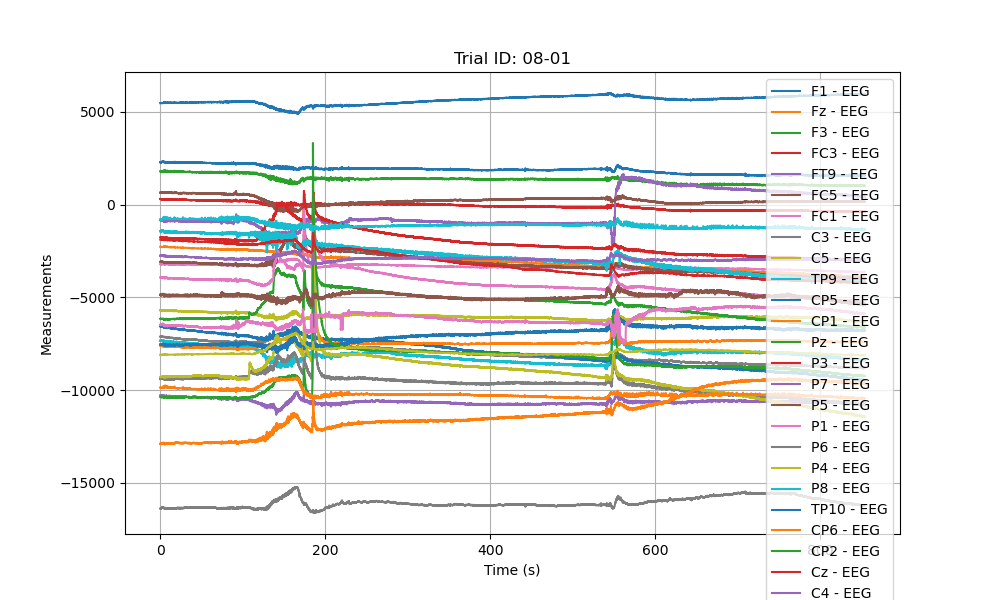 Trial ID: 08-01
Measurements
5000
0
−5000
−10000
−15000
0
200
400
600
Time (s)
F1 - EEG
Fz - EEG
F3 - EEG
FC3 - EEG
FT9 - EEG
FC5 - EEG
FC1 - EEG
C3 - EEG
C5 - EEG
TP9 - EEG
CP5 - EEG
CP1 - EEG
Pz - EEG
P3 - EEG
P7 - EEG
P5 - EEG
P1 - EEG
P6 - EEG
P4 - EEG
P8 - EEG
TP10 - EEG
CP6 - EEG
CP2 - EEG
Cz - EEG
C4 - EEG